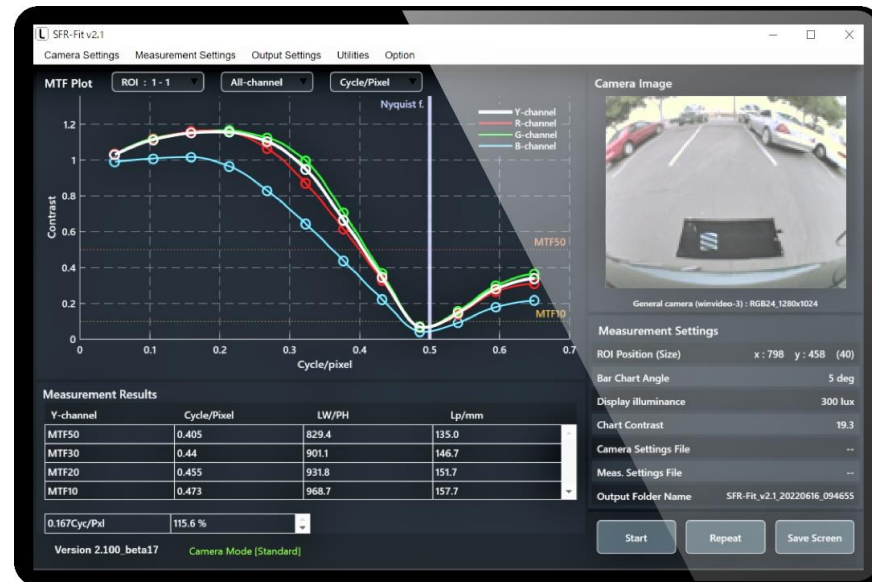 L SFR-Fit v2.1
Camera Settings Measurement Settings Output Settings Utilities Option
MTF Plot ROI : 1 - 1 All-channel Cycle/Pixel
Nyquist f.
Y-channel
R-channel
G-channel
B-channel
Contrast
1.2
1
0.8
0.6
0.4
0.2
0
MTF50
MTF10
0 0.1 0.2 0.3 0.4 0.5 0.6 0.7
Cycle/pixel
Measurement Results
Y-channel Cycle/Pixel LW/PH Lp/mm
MTF50 0.405 829.4 135.0
MTF30 0.44 901.1 146.7
MTF20 0.455 931.8 151.7
MTF10 0.473 968.7 157.7
0.167Cyc/Pxl 115.6 %
Version 2.100_beta17 Camera Mode [Standard]
Camera Image
General camera (winvideo-3) : RGB24_1280x1024
Measurement Settings
ROI Position (Size) x : 798 y : 458 (40)
Bar Chart Angle 5 deg
Display illuminance 300 lux
Chart Contrast 19.3
Camera Settings File --
Meas. Settings File --
Output Folder Name SFR-Fit_v2.1_20220616_094655
Start Repeat Save Screen